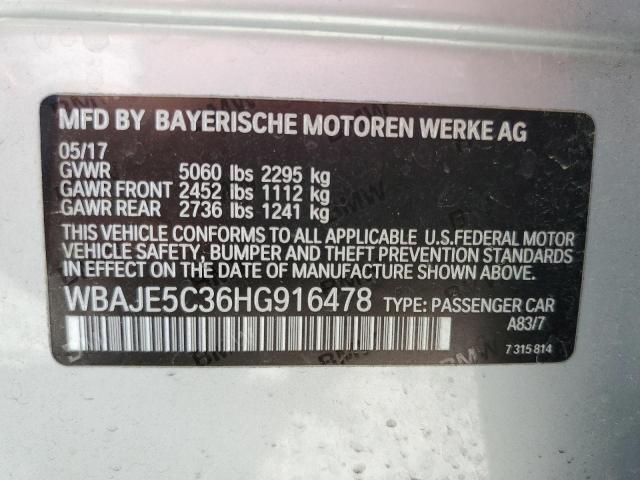 MFD BY BAYERISCHE MOTOREN WERKE AG
05/17
GVWR 5060 lbs 2295 kg
GAWR FRONT 2452 lbs 1112 kg
GAWR REAR 2736 lbs 1241 kg
THIS VEHICLE CONFORMS TO ALL APPLICABLE U.S.FEDERAL MOTOR
VEHICLE SAFETY, BUMPER AND THEFT PREVENTION STANDARDS
IN EFFECT ON THE DATE OF MANUFACTURE SHOWN ABOVE.
WBAJE5C36HG916478 TYPE: PASSENGER CAR
A83/7
7 315 814